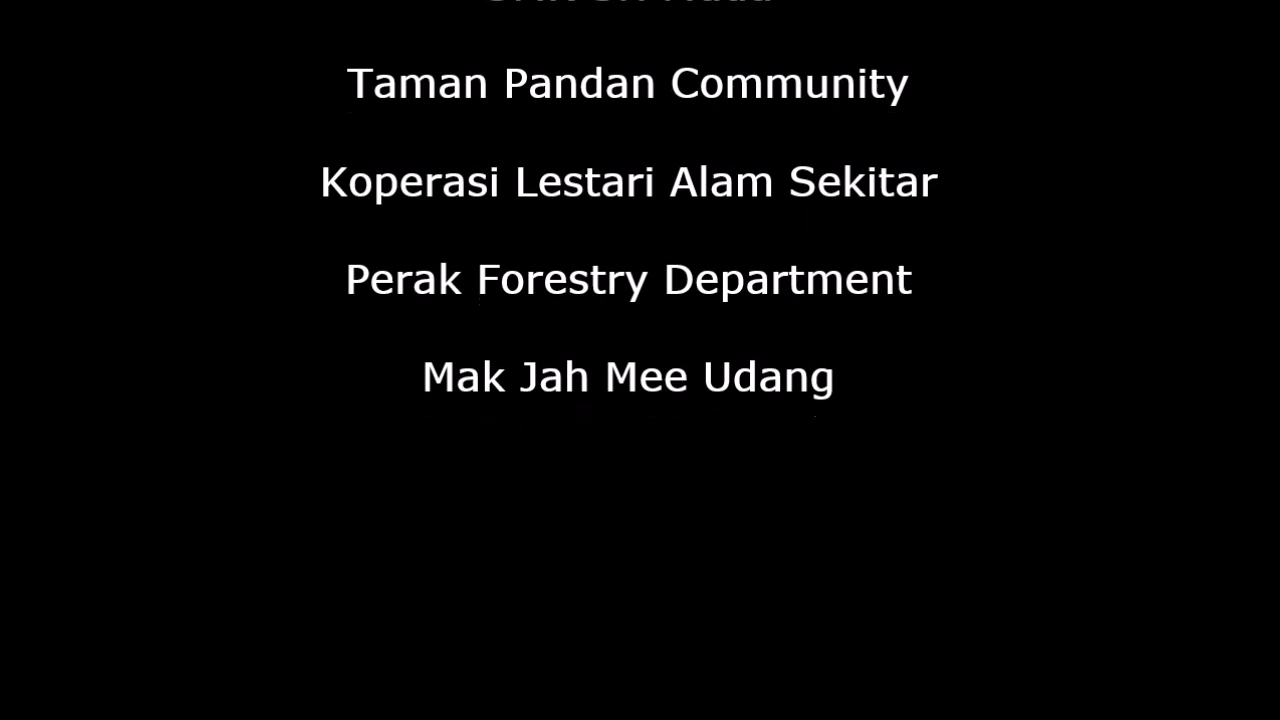 Taman Pandan Community
Koperasi Lestari Alam Sekitar
Perak Forestry Department
Mak Jah Mee Udang